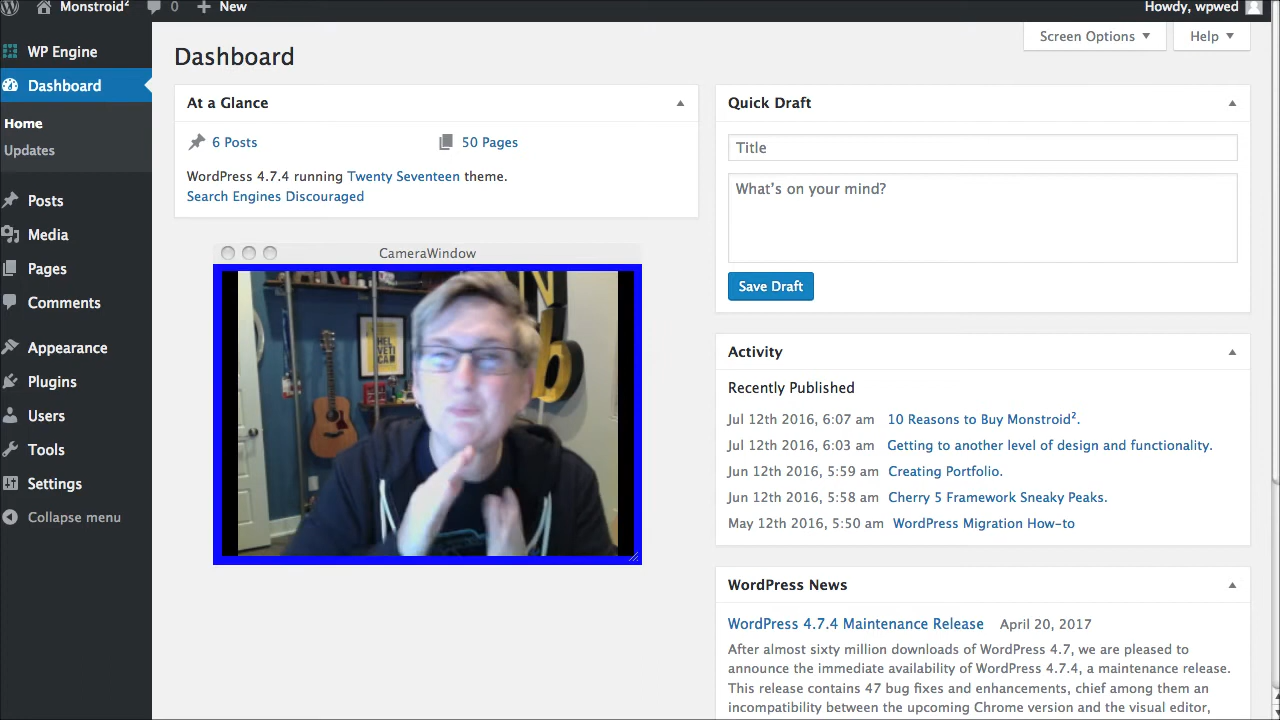 Monstroid²
0
New
Howdy, wpwed
WP Engine
Dashboard
Home
Updates
Posts
Media
Pages
Comments
Appearance
Plugins
Users
Tools
Settings
Collapse menu
Screen Options
Help
Dashboard
At a Glance
6 Posts
50 Pages
WordPress 4.7.4 running Twenty Seventeen theme.
Search Engines Discouraged
CameraWindow
HEL
VETI
CA
Quick Draft
Title
What's on your mind?
Save Draft
Activity
Recently Published
Jul 12th 2016, 6:07 am 10 Reasons to Buy Monstroid².
Jul 12th 2016, 6:03 am Getting to another level of design and functionality.
Jun 12th 2016, 5:59 am Creating Portfolio.
Jun 12th 2016, 5:58 am Cherry 5 Framework Sneaky Peaks.
May 12th 2016, 5:50 am WordPress Migration How-to
WordPress News
WordPress 4.7.4 Maintenance Release April 20, 2017
After almost sixty million downloads of WordPress 4.7, we are pleased to
announce the immediate availability of WordPress 4.7.4, a maintenance release.
This release contains 47 bug fixes and enhancements, chief among them an
incompatibility between the upcoming Chrome version and the visual editor,